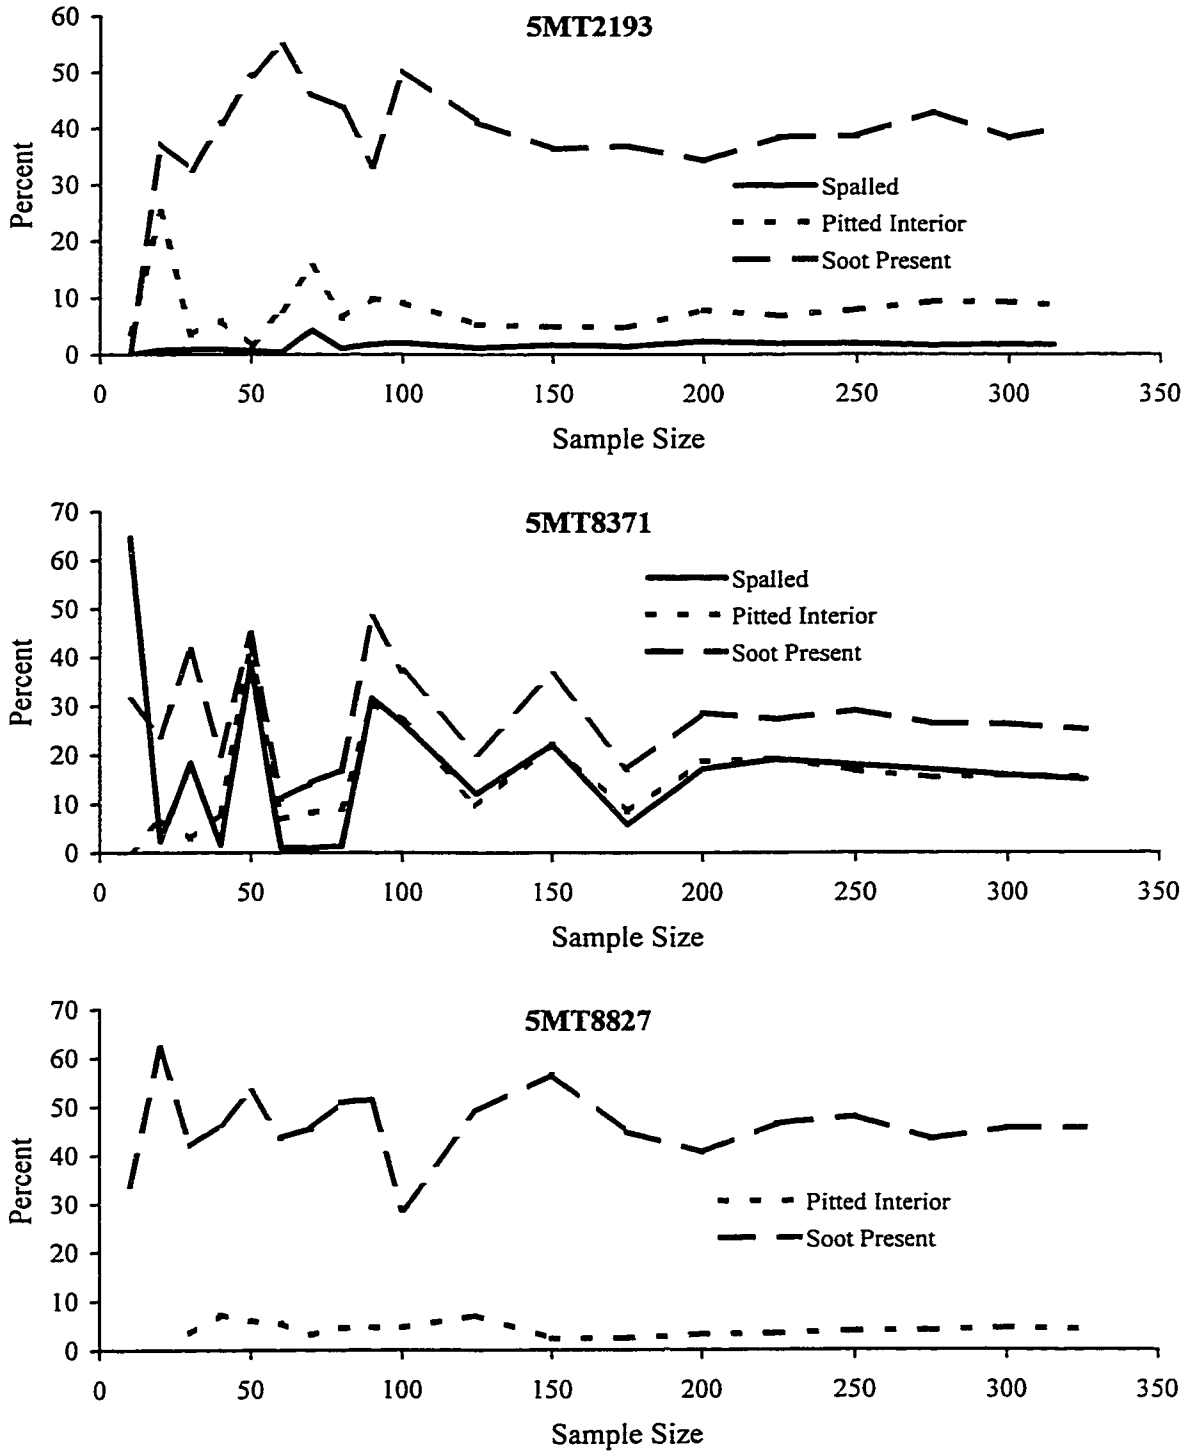 5MT2193
60
50
40
30
20
10
0
Percent
Spalled
Pitted Interior
Soot Present
0 50 100 150 200 250 300 350
Sample Size
5MT8371
70
60
50
40
30
20
10
0
Percent
Spalled
Pitted Interior
Soot Present
0 50 100 150 200 250 300 350
Sample Size
5MT8827
70
60
50
40
30
20
10
0
Percent
Pitted Interior
Soot Present
0 50 100 150 200 250 300 350
Sample Size